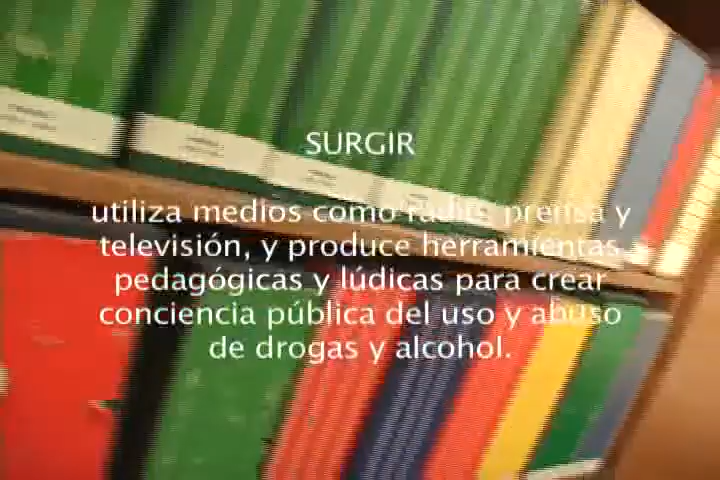 SURGIR
utiliza medios como radio, prensa y
televisión, y produce herramientas
pedagógicas y lúdicas para crear
conciencia pública del uso y abuso
de drogas y alcohol.